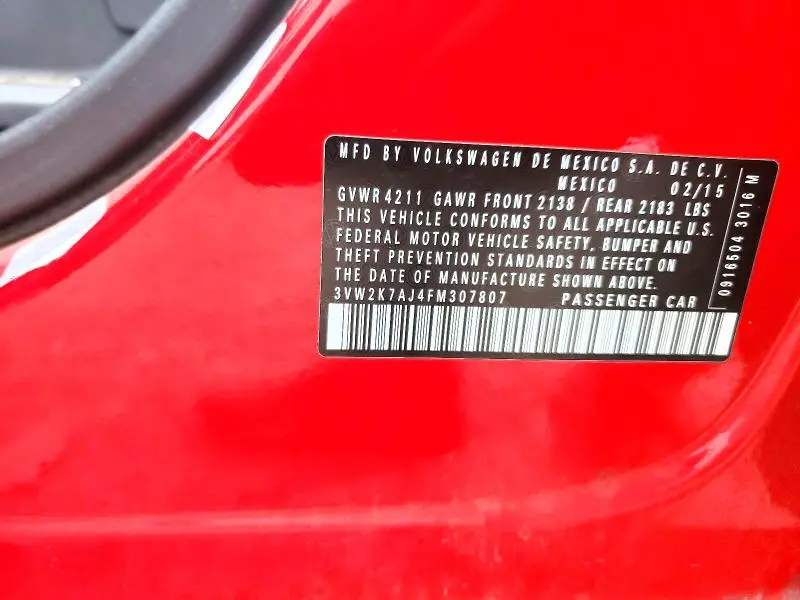 MFD BY VOLKSWAGEN DE MEXICO S.A. DE C.V.
MEXICO 02/15
GVWR 4211 GAWR FRONT 2138 / REAR 2183 LBS
THIS VEHICLE CONFORMS TO ALL APPLICABLE U.S.
FEDERAL MOTOR VEHICLE SAFETY, BUMPER AND
THEFT PREVENTION STANDARDS IN EFFECT ON
THE DATE OF MANUFACTURE SHOWN ABOVE.
3VW2K7AJ4FM307807 PASSENGER CAR
0916504 3016 M